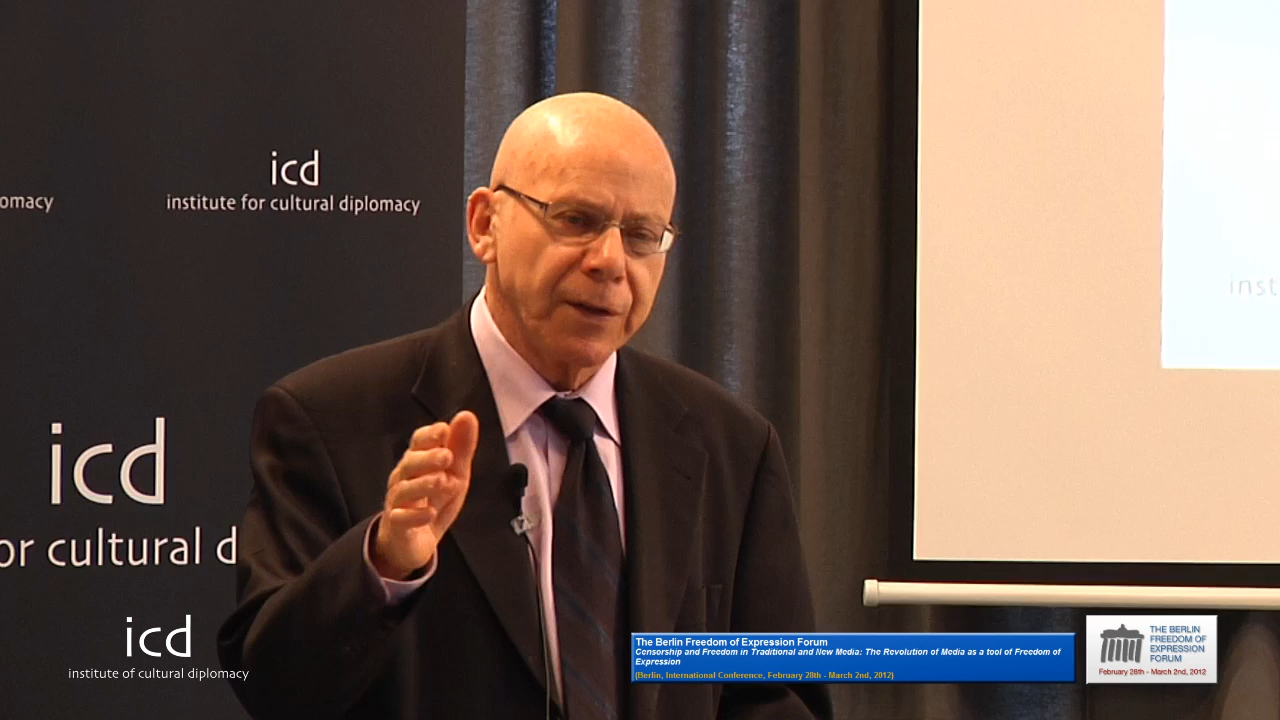 icd
omacy
institute for cultural diplomacy
inst
icd
or cultural d
icd
institute of cultural diplomacy
The Berlin Freedom of Expression Forum
Censorship and Freedom in Traditional and New Media: The Revolution of Media as a tool of Freedom of
Expression
(Berlin, International Conference, February 28th - March 2nd, 2012)
THE BERLIN
FREEDOM OF
EXPRESSION
FORUM
February 28th - March 2nd, 2012